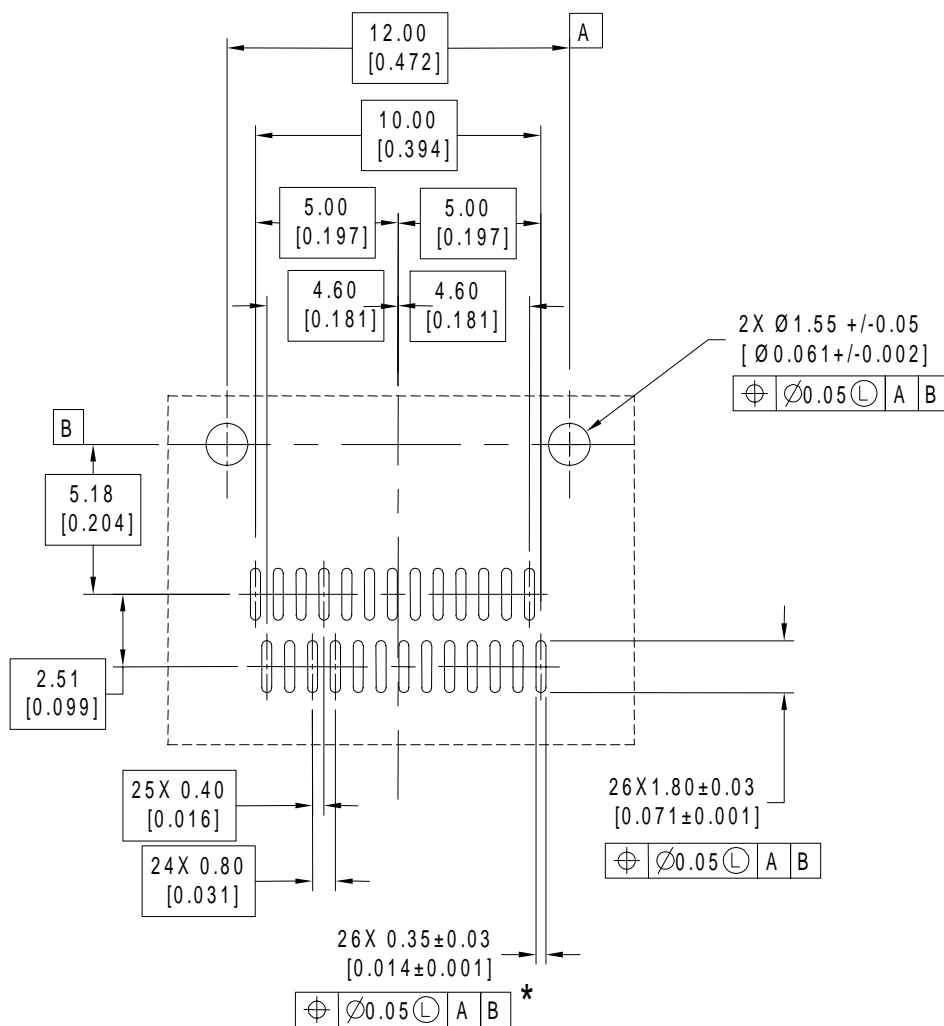 12.00
[0.472]
A
10.00
[0.394]
5.00
[0.197]
5.00
[0.197]
4.60
[0.181]
4.60
[0.181]
2X Ø1.55 +/-0.05
[ Ø0.061+/-0.002]
⌖ Ø0.05Ⓛ A B
B
5.18
[0.204]
2.51
[0.099]
25X 0.40
[0.016]
24X 0.80
[0.031]
26X1.80±0.03
[0.071±0.001]
⌖ Ø0.05Ⓛ A B
26X 0.35±0.03
[0.014±0.001]
⌖ Ø0.05Ⓛ A B *